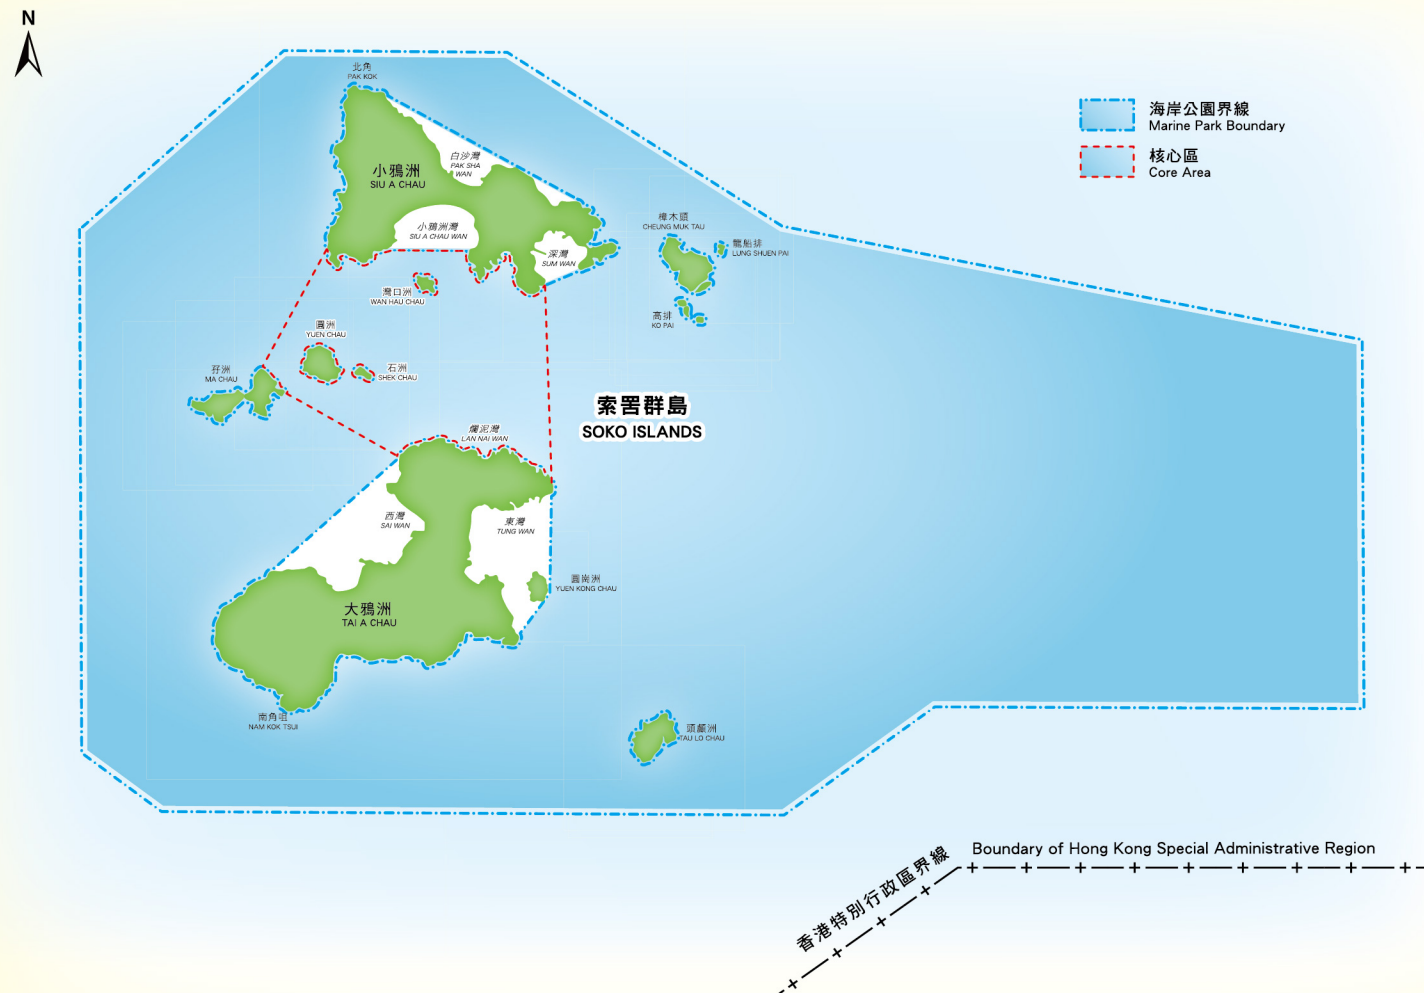 N
北角
PAK KOK
海岸公園界線
Marine Park Boundary
核心區
Core Area
白沙灣
PAK SHA
WAN
小鴉洲
SIU A CHAU
小鴉洲灣
SIU A CHAU WAN
樟木頭
CHEUNG MUK TAU
龍船排
LUNG SHUEN PAI
深灣
SUM WAN
灣口洲
WAN HAU CHAU
高排
KO PAI
圓洲
YUEN CHAU
孖洲
MA CHAU
石洲
SHEK CHAU
索罟群島
SOKO ISLANDS
爛泥灣
LAN NAI WAN
西灣
SAI WAN
東灣
TUNG WAN
圓崗洲
YUEN KONG CHAU
大鴉洲
TAI A CHAU
南角咀
NAM KOK TSUI
頭顱洲
TAU LO CHAU
Boundary of Hong Kong Special Administrative Region
香港特別行政區界線